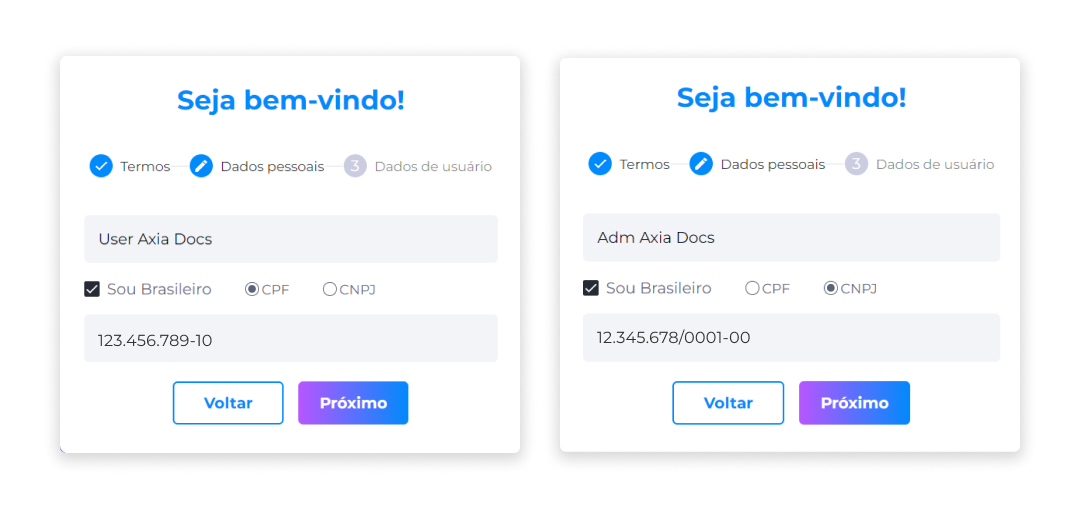 Seja bem-vindo!
Termos Dados pessoais 3 Dados de usuário
User Axia Docs
Sou Brasileiro CPF CNPJ
123.456.789-10
Voltar Próximo
Seja bem-vindo!
Termos Dados pessoais 3 Dados de usuário
Adm Axia Docs
Sou Brasileiro CPF CNPJ
12.345.678/0001-00
Voltar Próximo